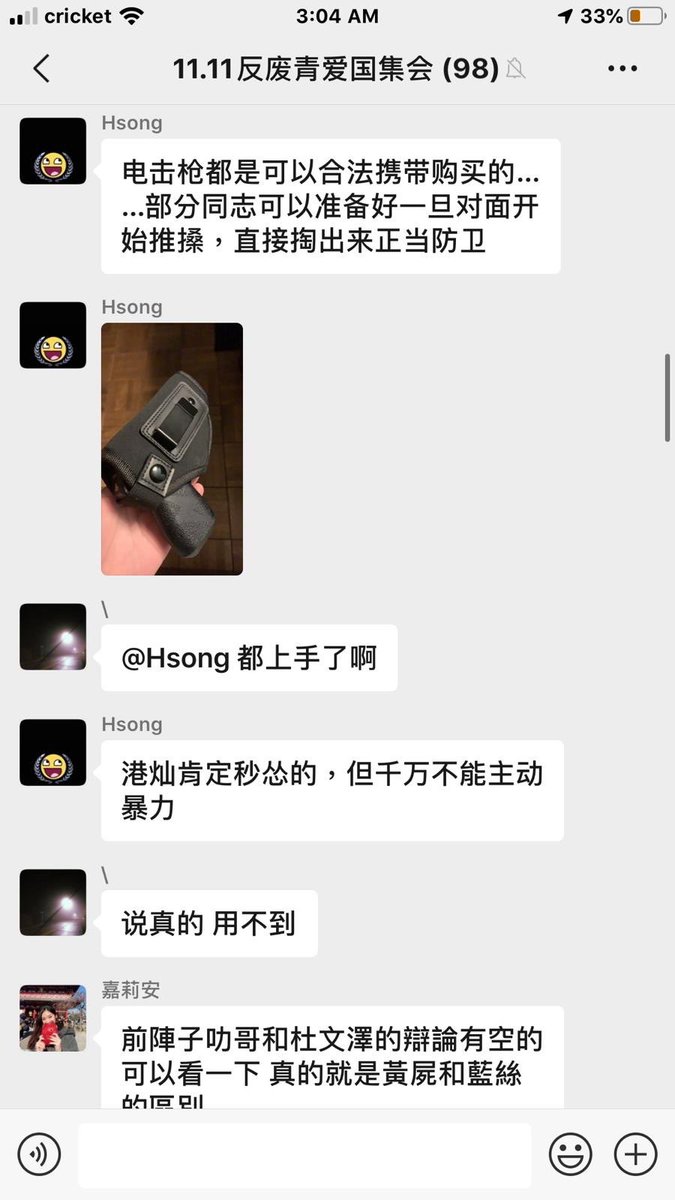 cricket 3:04 AM 33%
11.11反废青爱国集会 (98)
Hsong
电击枪都是可以合法携带购买的...
...部分同志可以准备好一旦对面开
始推搡，直接掏出来正当防卫
Hsong
\
@Hsong 都上手了啊
Hsong
港灿肯定秒怂的，但千万不能主动
暴力
\
说真的 用不到
嘉莉安
前陣子叻哥和杜文澤的辯論有空的
可以看一下 真的就是黃屍和藍絲
的區別